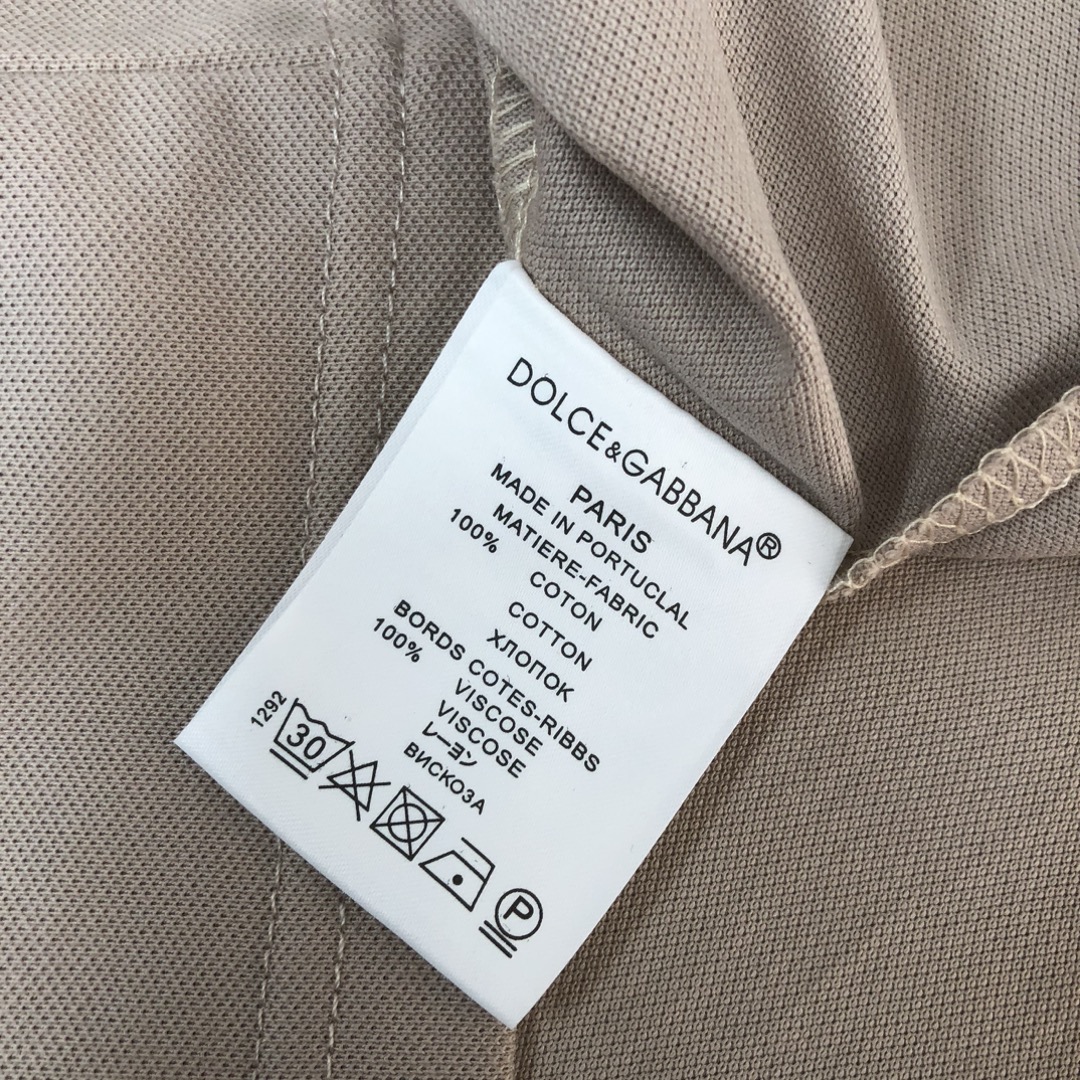 DOLCE&GABBANA®
PARIS
MADE IN PORTUCLAL
MATIERE-FABRIC
100%
COTON
COTTON
ХЛОПОК
BORDS COTES-RIBBS
100%
VISCOSE
VISCOSE
レーヨン
ВИСКОЗА
1292
30
P